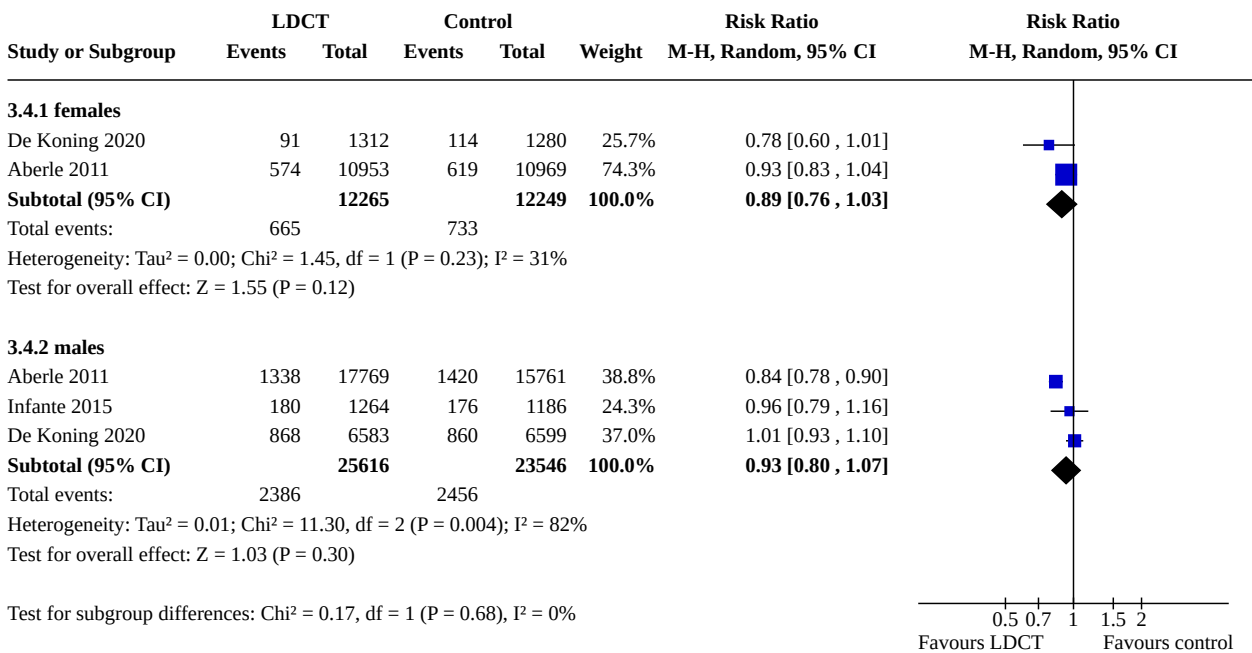 LDCT Control Risk Ratio Risk Ratio
Study or Subgroup Events Total Events Total Weight M-H, Random, 95% CI M-H, Random, 95% CI
3.4.1 females
De Koning 2020 91 1312 114 1280 25.7% 0.78 [0.60 , 1.01]
Aberle 2011 574 10953 619 10969 74.3% 0.93 [0.83 , 1.04]
Subtotal (95% CI) 12265 12249 100.0% 0.89 [0.76 , 1.03]
Total events: 665 733
Heterogeneity: Tau² = 0.00; Chi² = 1.45, df = 1 (P = 0.23); I² = 31%
Test for overall effect: Z = 1.55 (P = 0.12)
3.4.2 males
Aberle 2011 1338 17769 1420 15761 38.8% 0.84 [0.78 , 0.90]
Infante 2015 180 1264 176 1186 24.3% 0.96 [0.79 , 1.16]
De Koning 2020 868 6583 860 6599 37.0% 1.01 [0.93 , 1.10]
Subtotal (95% CI) 25616 23546 100.0% 0.93 [0.80 , 1.07]
Total events: 2386 2456
Heterogeneity: Tau² = 0.01; Chi² = 11.30, df = 2 (P = 0.004); I² = 82%
Test for overall effect: Z = 1.03 (P = 0.30)
Test for subgroup differences: Chi² = 0.17, df = 1 (P = 0.68), I² = 0%
0.5 0.7 1 1.5 2
Favours LDCT Favours control